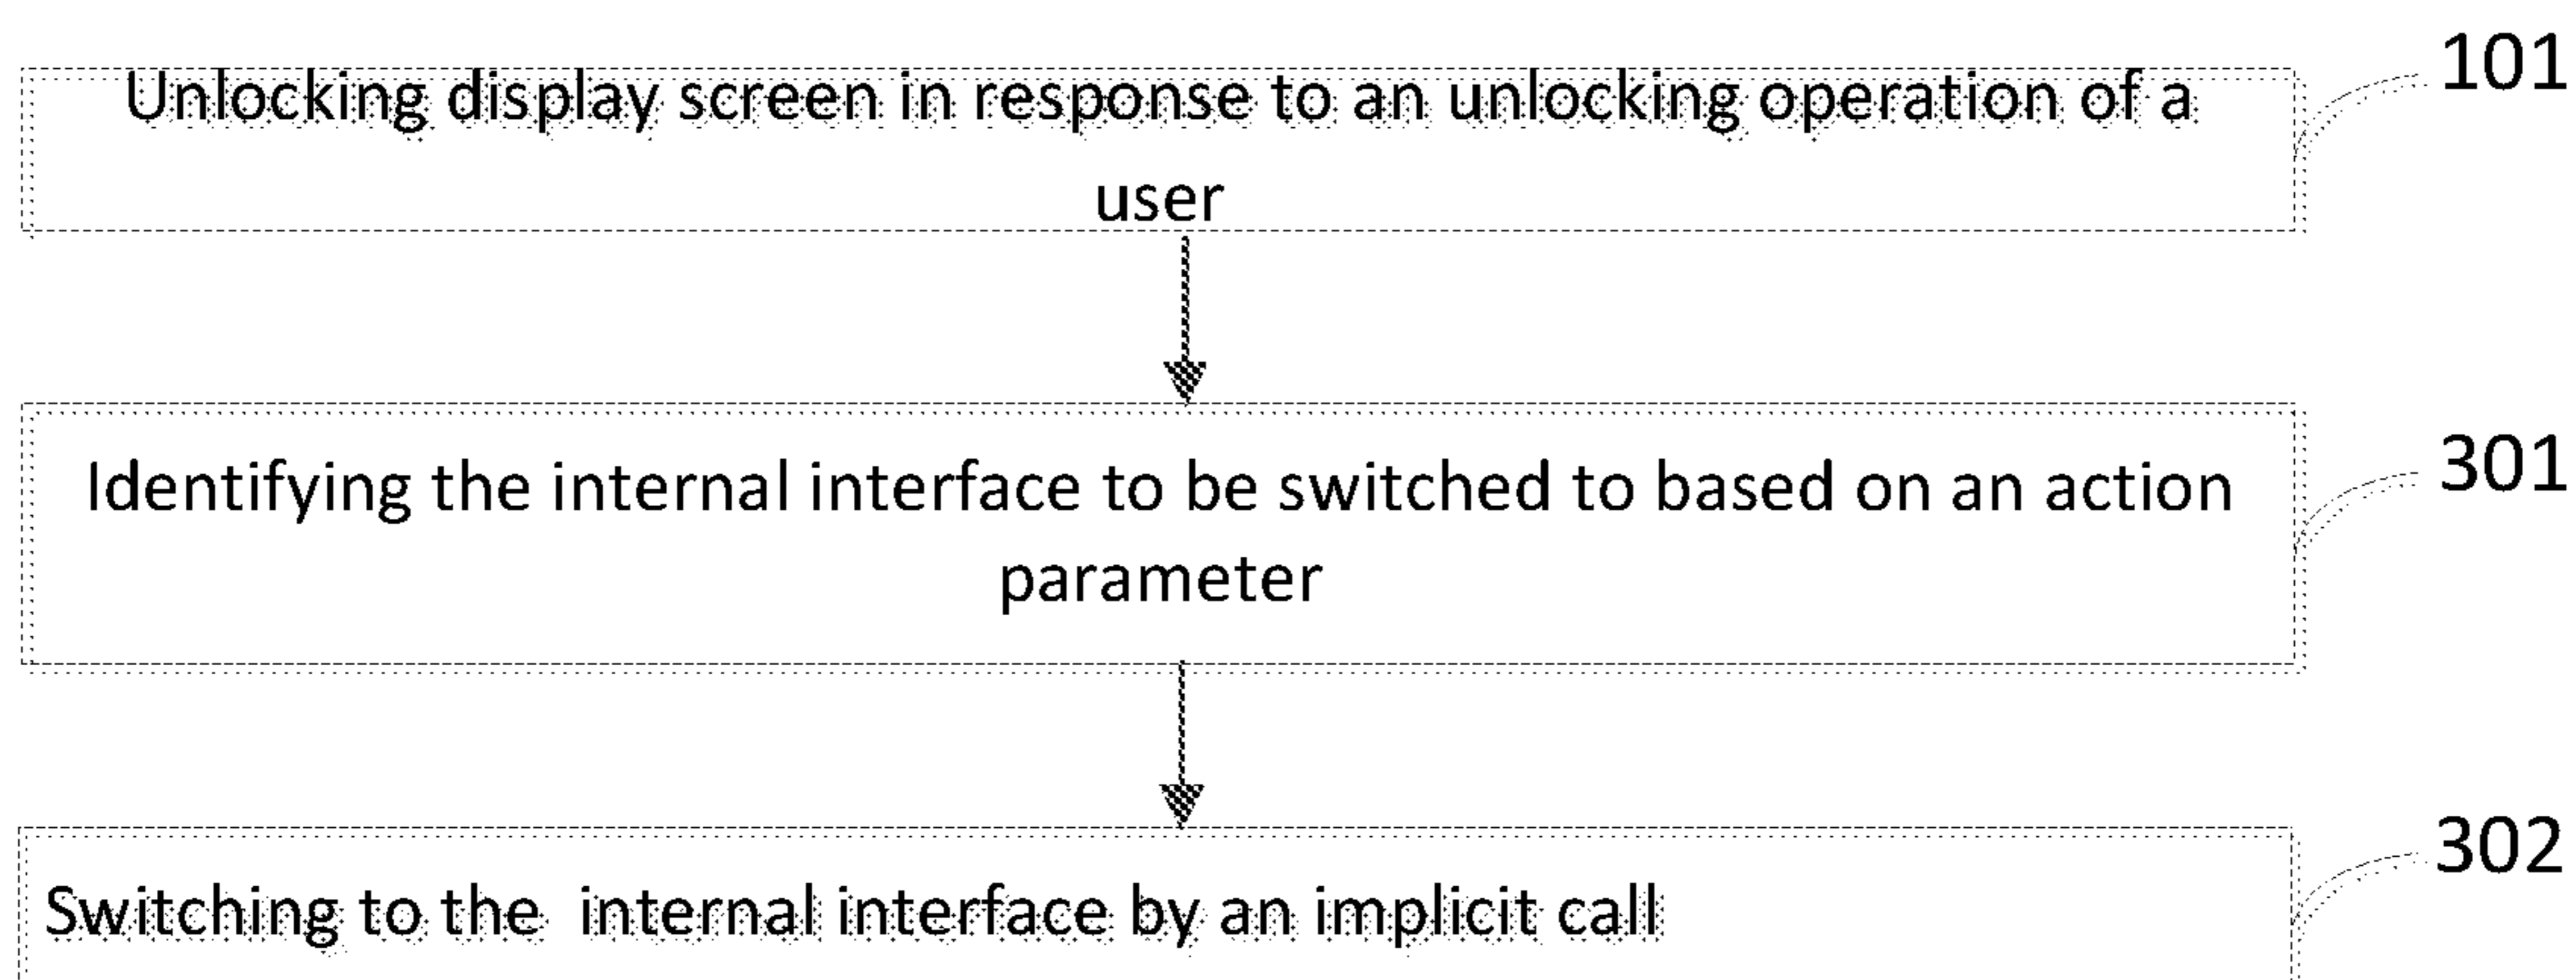 101
Unlocking display screen in response to an unlocking operation of a
user
301
Identifying the internal interface to be switched to based on an action
parameter
302
Switching to the internal interface by an implicit call